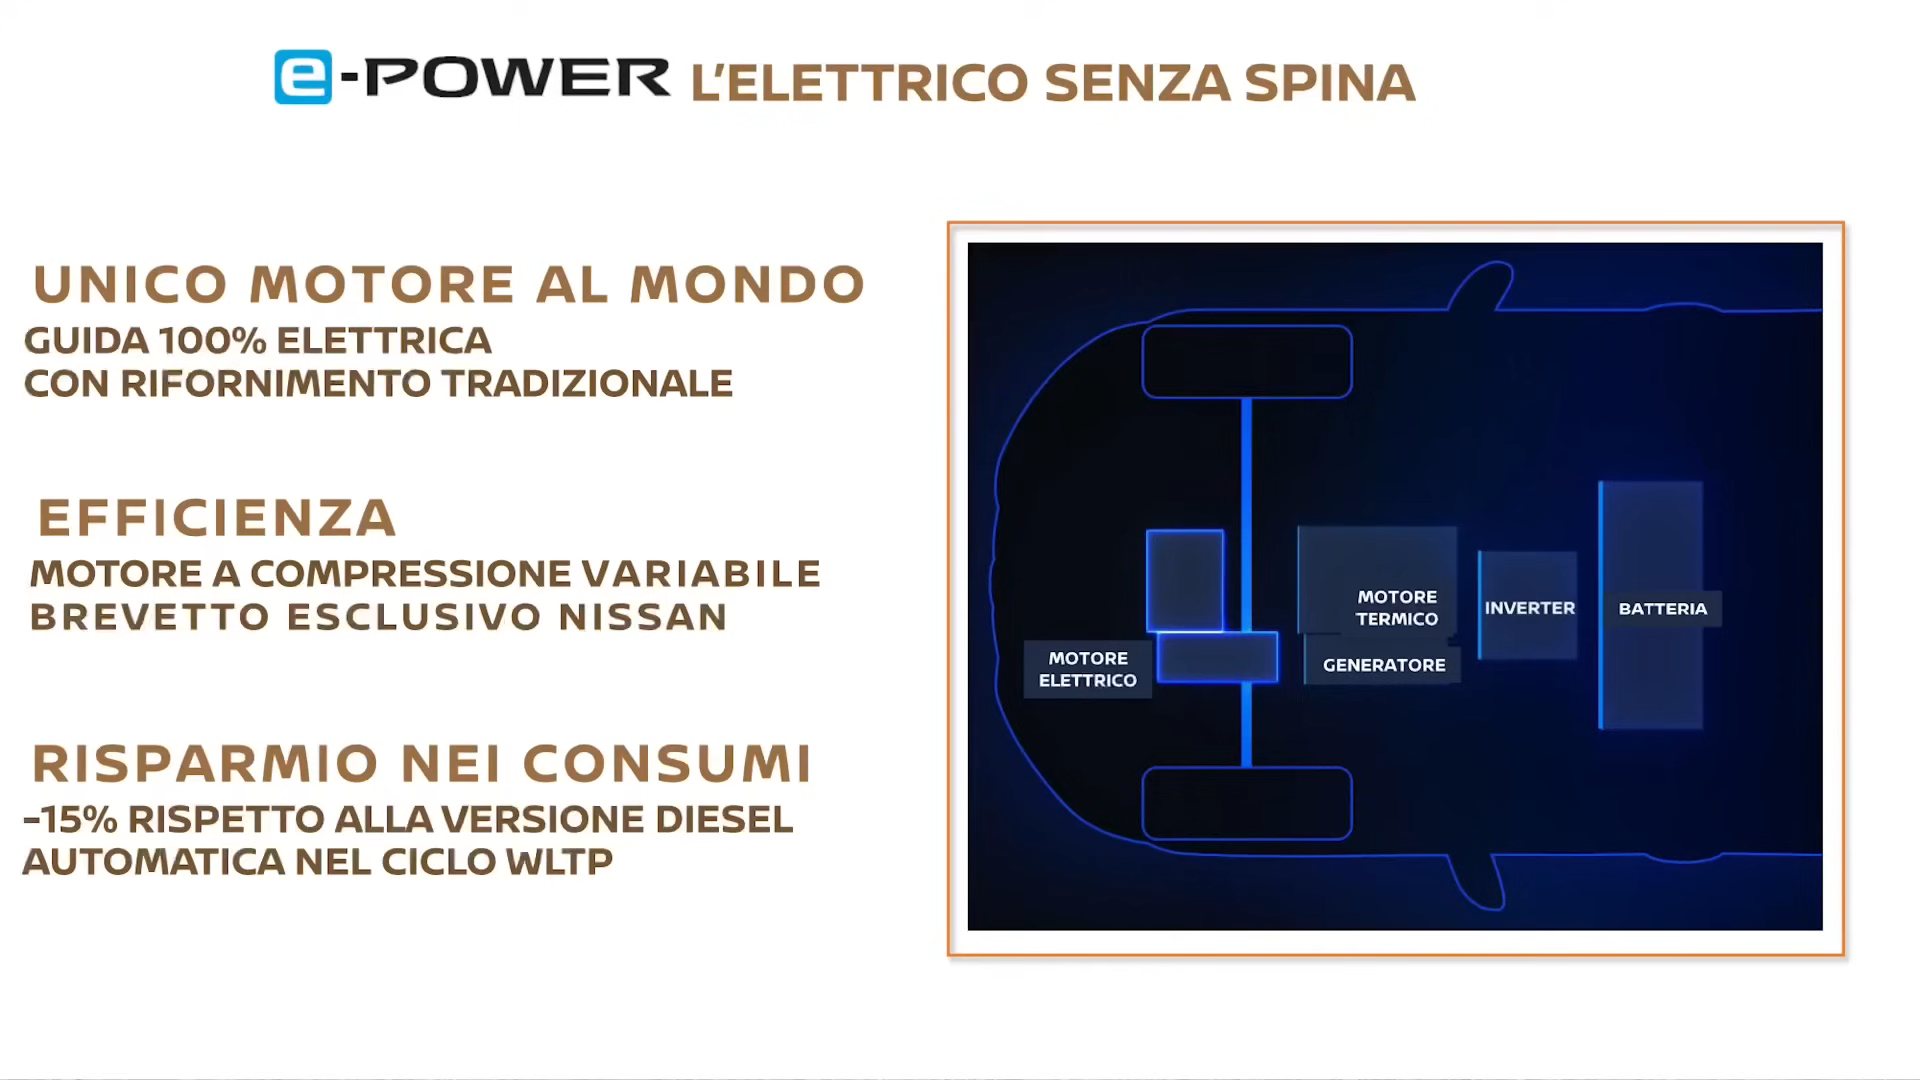 e-POWER L'ELETTRICO SENZA SPINA
UNICO MOTORE AL MONDO
GUIDA 100% ELETTRICA
CON RIFORNIMENTO TRADIZIONALE
EFFICIENZA
MOTORE A COMPRESSIONE VARIABILE
BREVETTO ESCLUSIVO NISSAN
RISPARMIO NEI CONSUMI
-15% RISPETTO ALLA VERSIONE DIESEL
AUTOMATICA NEL CICLO WLTP
MOTORE
ELETTRICO
MOTORE
TERMICO
GENERATORE
INVERTER
BATTERIA